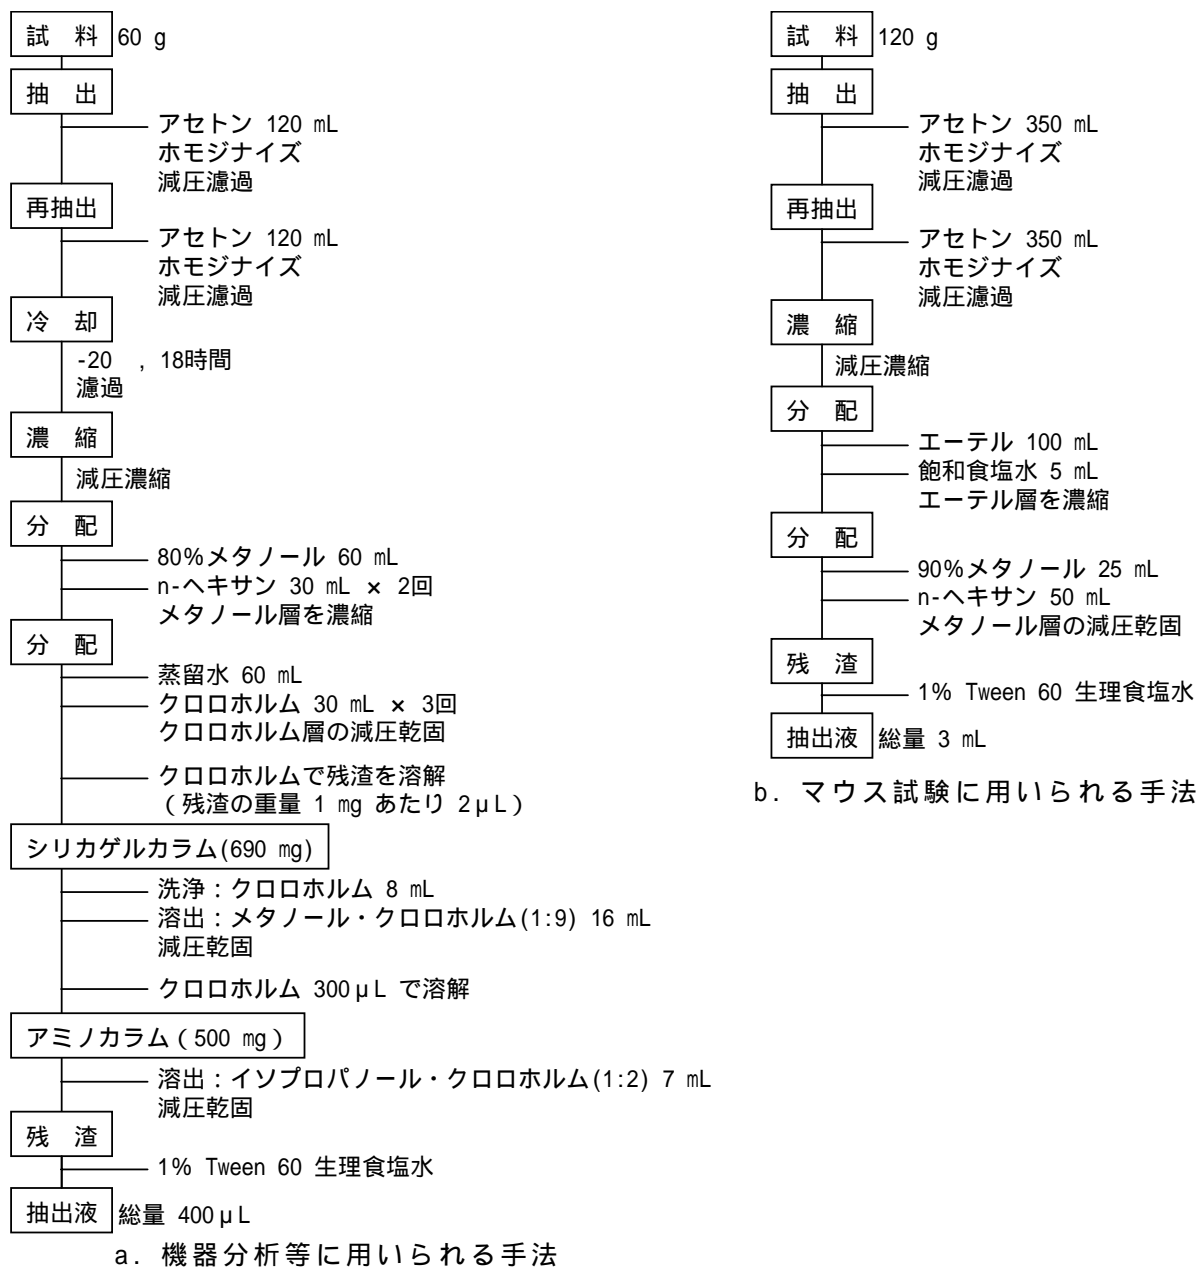 試　料 60 g
抽　出
アセトン 120 mL
ホモジナイズ
減圧濾過
再抽出
アセトン 120 mL
ホモジナイズ
減圧濾過
冷　却
-20　, 18時間
濾過
濃　縮
減圧濃縮
分　配
80%メタノール 60 mL
n-ヘキサン 30 mL × 2回
メタノール層を濃縮
分　配
蒸留水 60 mL
クロロホルム 30 mL × 3回
クロロホルム層の減圧乾固
クロロホルムで残渣を溶解
(残渣の重量 1 mg あたり 2μL)
シリカゲルカラム(690 mg)
洗浄：クロロホルム 8 mL
溶出：メタノール・クロロホルム(1:9) 16 mL
減圧乾固
クロロホルム 300μL で溶解
アミノカラム(500 mg)
溶出：イソプロパノール・クロロホルム(1:2) 7 mL
減圧乾固
残　渣
1% Tween 60 生理食塩水
抽出液 総量 400μL
a. 機器分析等に用いられる手法
試　料 120 g
抽　出
アセトン 350 mL
ホモジナイズ
減圧濾過
再抽出
アセトン 350 mL
ホモジナイズ
減圧濾過
濃　縮
減圧濃縮
分　配
エーテル 100 mL
飽和食塩水 5 mL
エーテル層を濃縮
分　配
90%メタノール 25 mL
n-ヘキサン 50 mL
メタノール層の減圧乾固
残　渣
1% Tween 60 生理食塩水
抽出液 総量 3 mL
b. マウス試験に用いられる手法